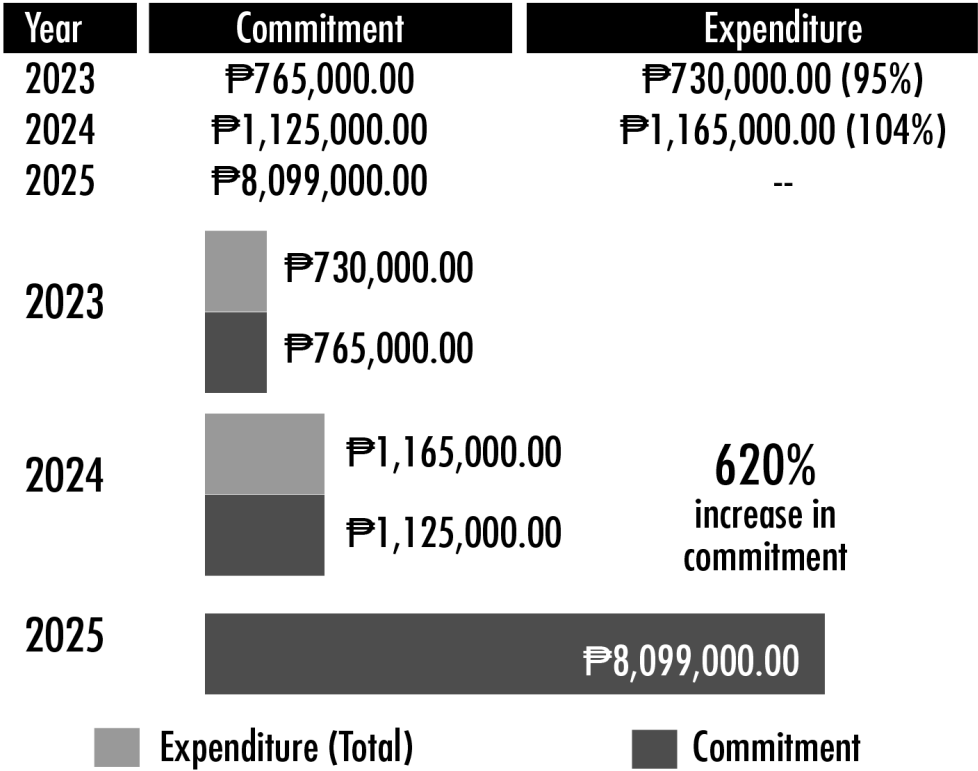 Year Commitment Expenditure
2023 ₱765,000.00 ₱730,000.00 (95%)
2024 ₱1,125,000.00 ₱1,165,000.00 (104%)
2025 ₱8,099,000.00 --
2023
₱730,000.00
₱765,000.00
2024
₱1,165,000.00
₱1,125,000.00
620%
increase in
commitment
2025
₱8,099,000.00
Expenditure (Total)
Commitment